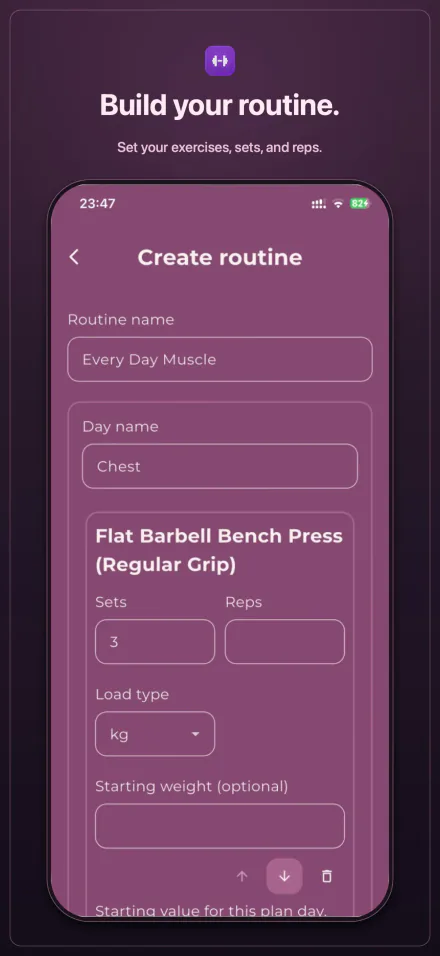 Build your routine.
Set your exercises, sets, and reps.
23:47
82
Create routine
Routine name
Every Day Muscle
Day name
Chest
Flat Barbell Bench Press
(Regular Grip)
Sets
Reps
3
Load type
kg
Starting weight (optional)
Starting value for this plan day.